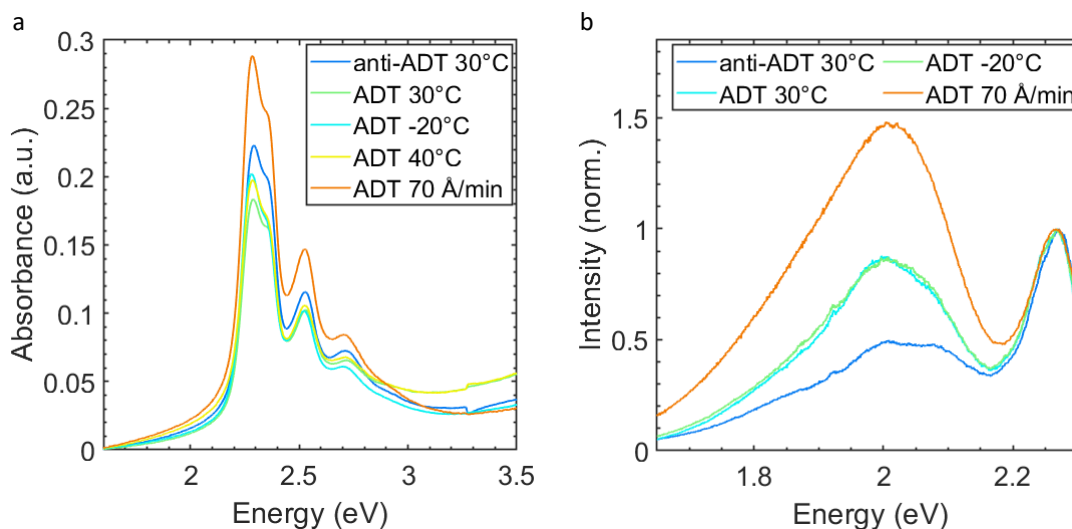 a
0.3
0.25
0.2
0.15
0.1
0.05
0
Absorbance (a.u.)
anti-ADT 30°C
ADT 30°C
ADT -20°C
ADT 40°C
ADT 70 Å/min
2 2.5 3 3.5
Energy (eV)
b
1.5
1
0.5
0
Intensity (norm.)
anti-ADT 30°C ADT -20°C
ADT 30°C ADT 70 Å/min
1.8 2 2.2
Energy (eV)